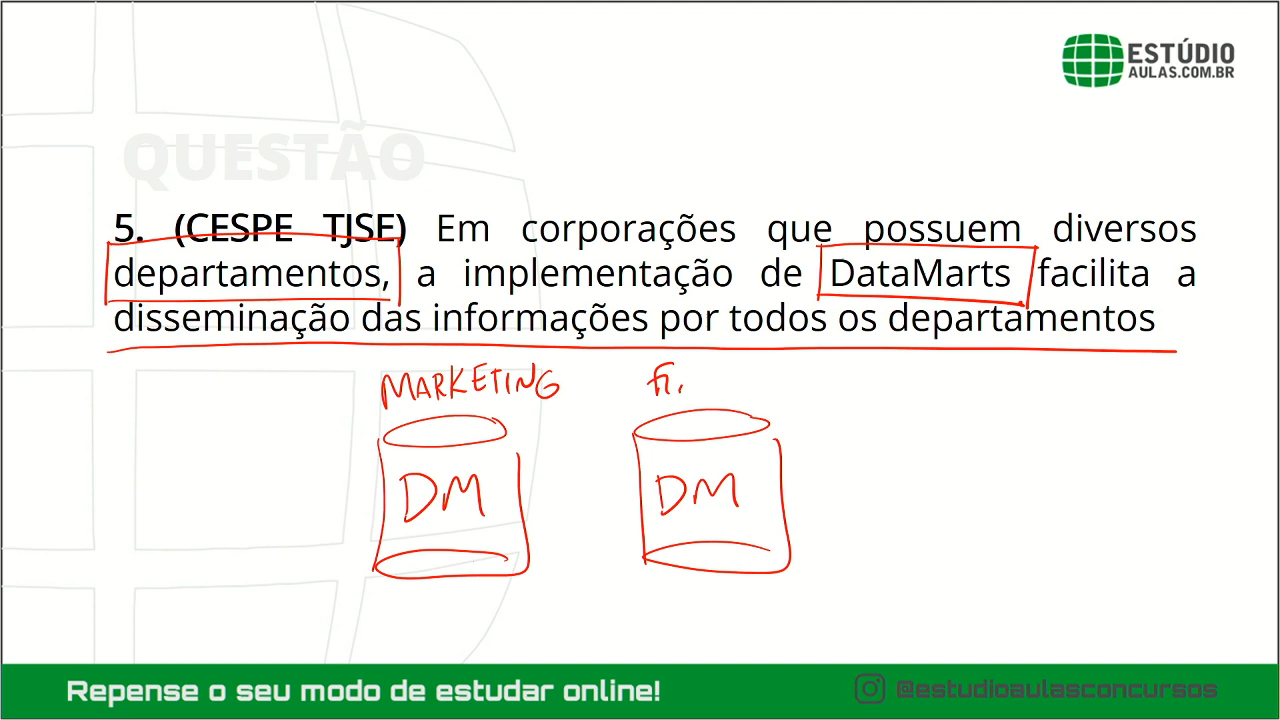 ESTÚDIO
AULAS.COM.BR
QUESTÃO
5. (CESPE TJSE) Em corporações que possuem diversos
departamentos, a implementação de DataMarts facilita a
disseminação das informações por todos os departamentos
MARKETING fi.
DM DM
Repense o seu modo de estudar online! @estudioaulasconcursos